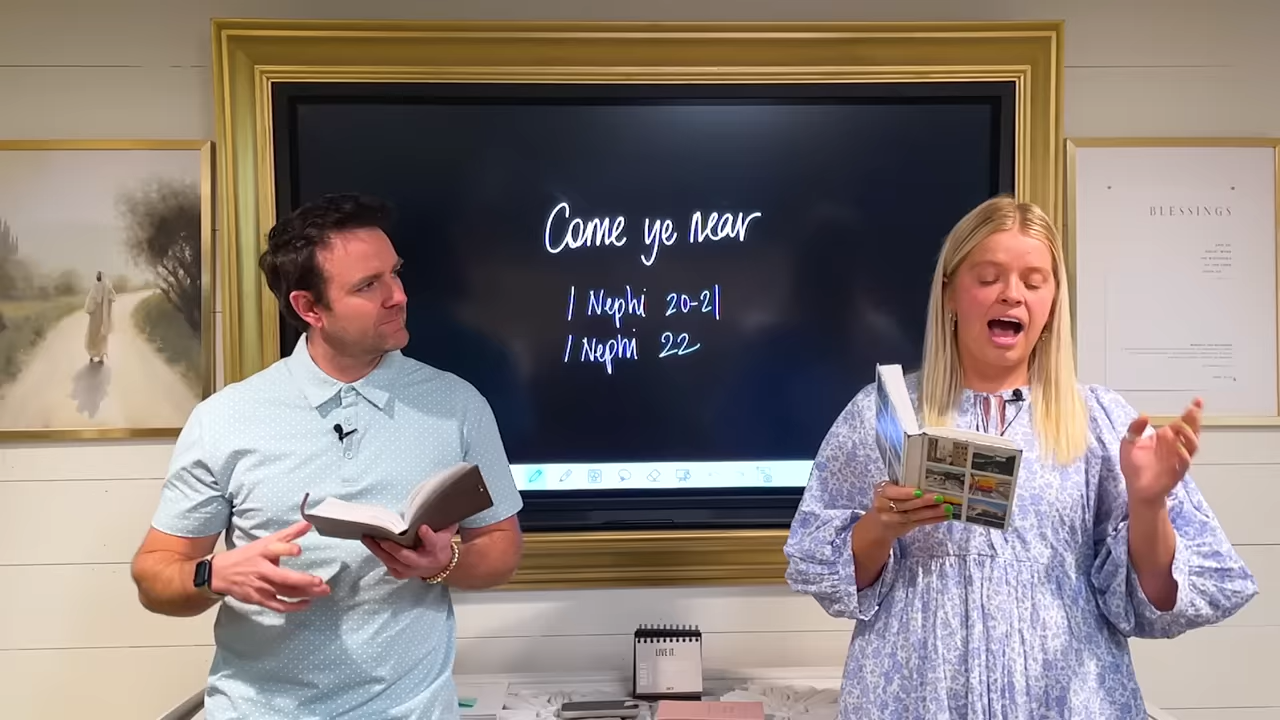 Come ye near
1 Nephi 20-21
1 Nephi 22
BLESSINGS
LIVE IT.